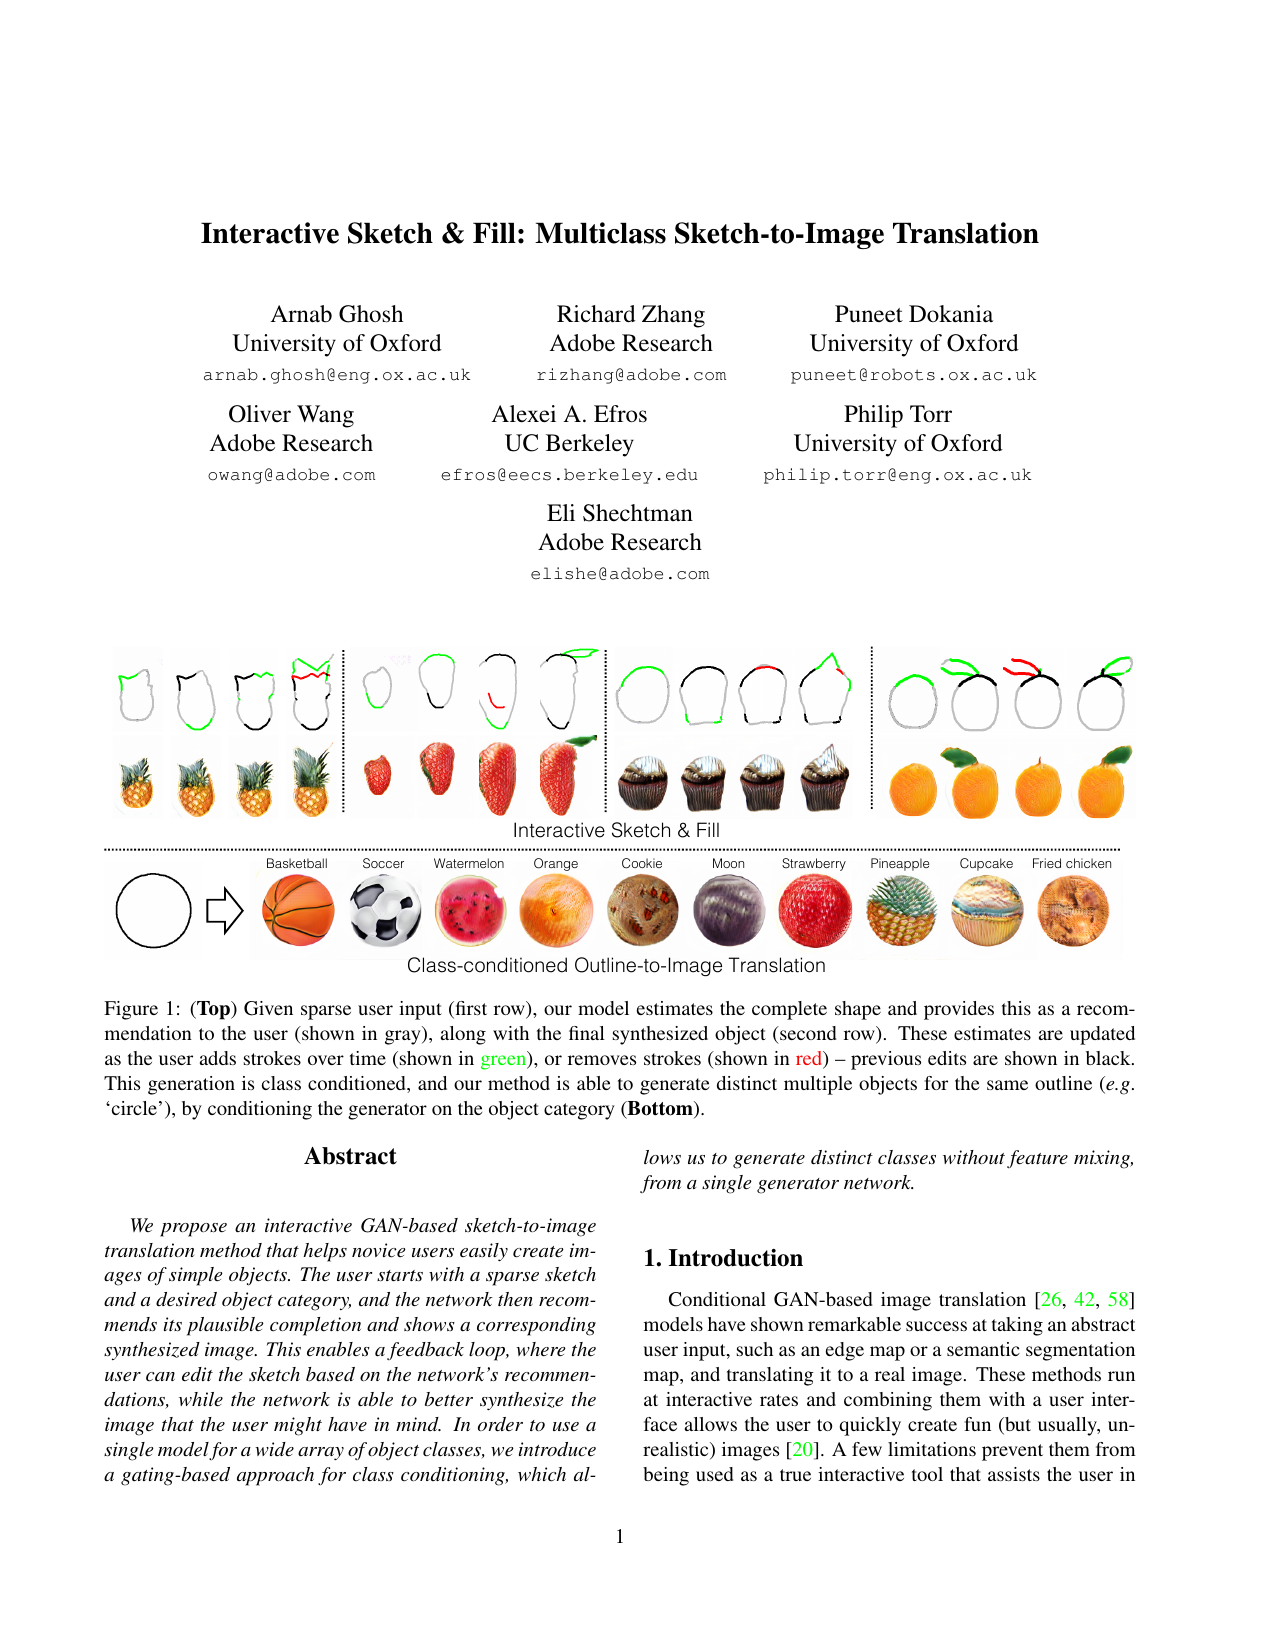 Interactive Sketch & Fill: Multiclass Sketch-to-Image Translation
Arnab Ghosh
University of Oxford
arnab.ghosh@eng.ox.ac.uk
Richard Zhang
Adobe Research
rizhang@adobe.com
Puneet Dokania
University of Oxford
puneet@robots.ox.ac.uk
Oliver Wang
Adobe Research
owang@adobe.com
Alexei A. Efros
UC Berkeley
efros@eecs.berkeley.edu
Philip Torr
University of Oxford
philip.torr@eng.ox.ac.uk
Eli Shechtman
Adobe Research
elishe@adobe.com
Interactive Sketch & Fill
Basketball Soccer Watermelon Orange Cookie Moon Strawberry Pineapple Cupcake Fried chicken
Class-conditioned Outline-to-Image Translation
Figure 1: (Top) Given sparse user input (first row), our model estimates the complete shape and provides this as a recom-
mendation to the user (shown in gray), along with the final synthesized object (second row). These estimates are updated
as the user adds strokes over time (shown in green), or removes strokes (shown in red) – previous edits are shown in black.
This generation is class conditioned, and our method is able to generate distinct multiple objects for the same outline (e.g.
‘circle’), by conditioning the generator on the object category (Bottom).
Abstract
We propose an interactive GAN-based sketch-to-image
translation method that helps novice users easily create im-
ages of simple objects. The user starts with a sparse sketch
and a desired object category, and the network then recom-
mends its plausible completion and shows a corresponding
synthesized image. This enables a feedback loop, where the
user can edit the sketch based on the network's recommen-
dations, while the network is able to better synthesize the
image that the user might have in mind. In order to use a
single model for a wide array of object classes, we introduce
a gating-based approach for class conditioning, which al-
lows us to generate distinct classes without feature mixing,
from a single generator network.
1. Introduction
Conditional GAN-based image translation [26, 42, 58]
models have shown remarkable success at taking an abstract
user input, such as an edge map or a semantic segmentation
map, and translating it to a real image. These methods run
at interactive rates and combining them with a user inter-
face allows the user to quickly create fun (but usually, un-
realistic) images [20]. A few limitations prevent them from
being used as a true interactive tool that assists the user in
1